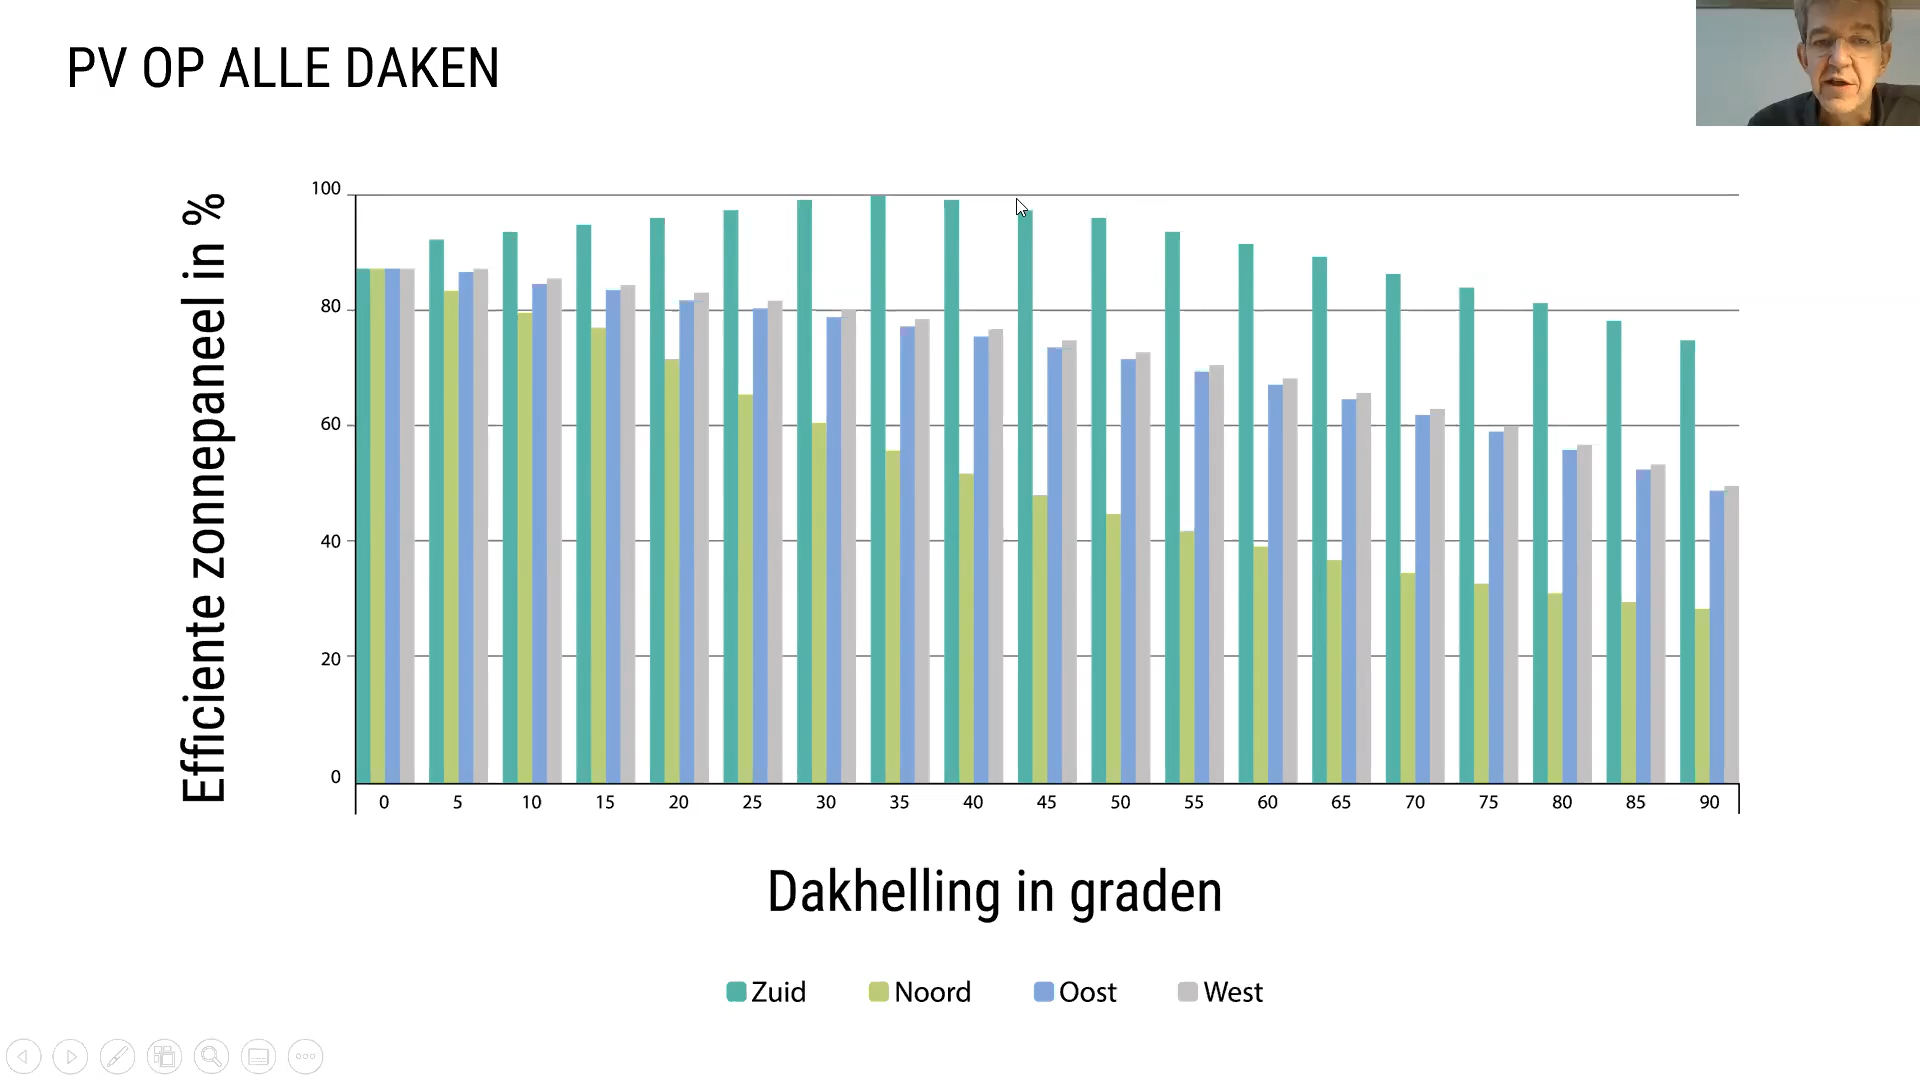 PV OP ALLE DAKEN
Efficiente zonnepaneel in %
100
80
60
40
20
0
0 5 10 15 20 25 30 35 40 45 50 55 60 65 70 75 80 85 90
Dakhelling in graden
Zuid Noord Oost West